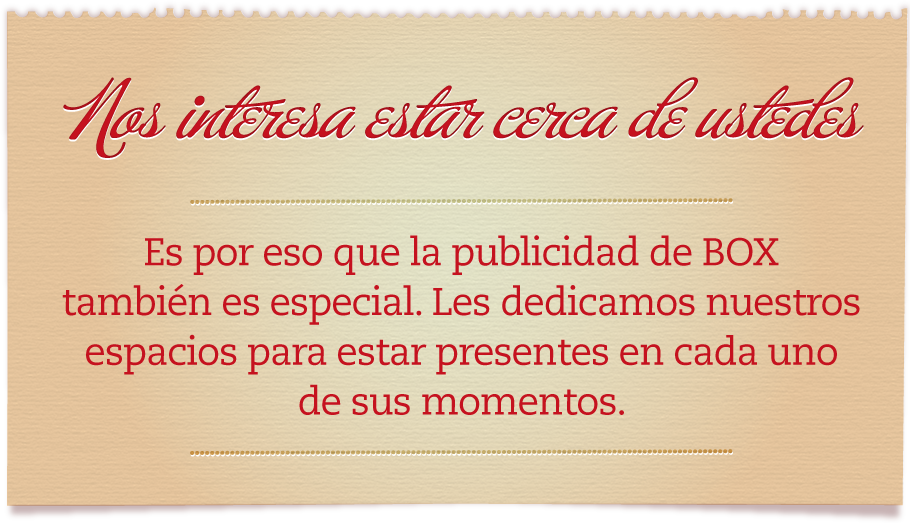 Nos interesa estar cerca de ustedes
Es por eso que la publicidad de BOX
también es especial. Les dedicamos nuestros
espacios para estar presentes en cada uno
de sus momentos.